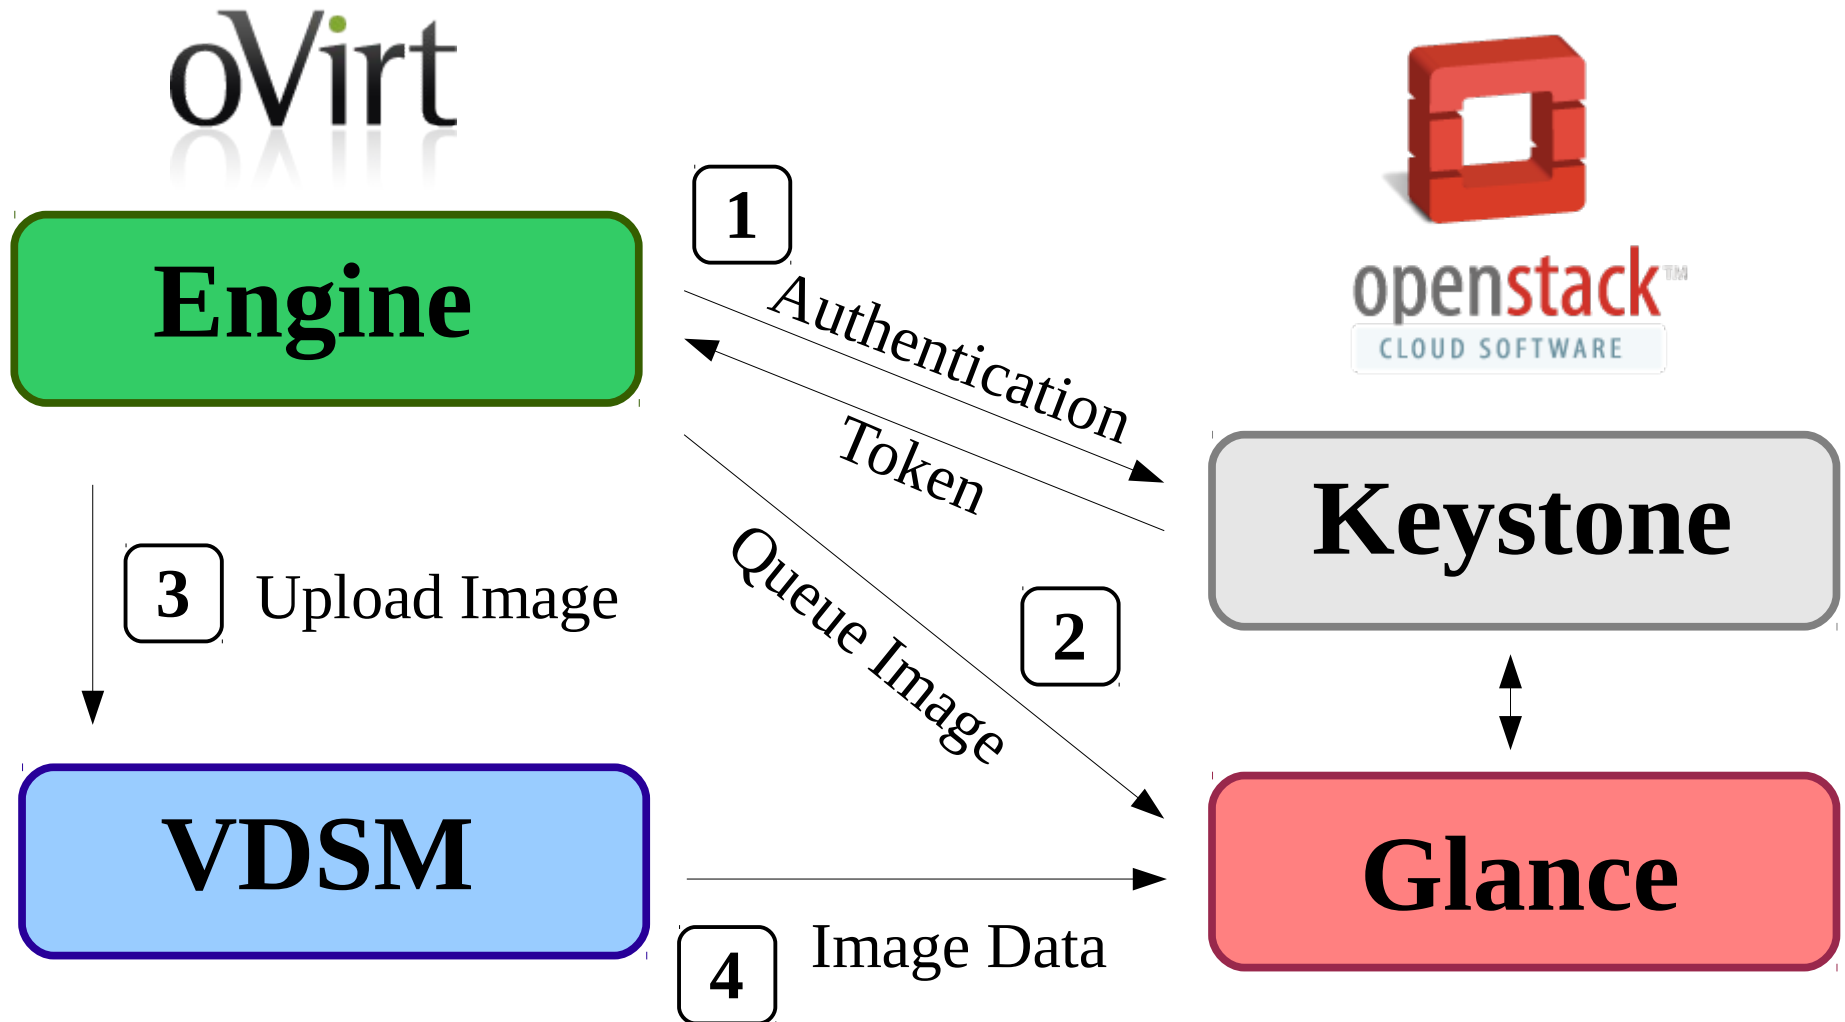 oVirt
openstack™
CLOUD SOFTWARE
1
Engine
Authentication
Token
Keystone
Queue Image
2
3
Upload Image
VDSM
Glance
4
Image Data